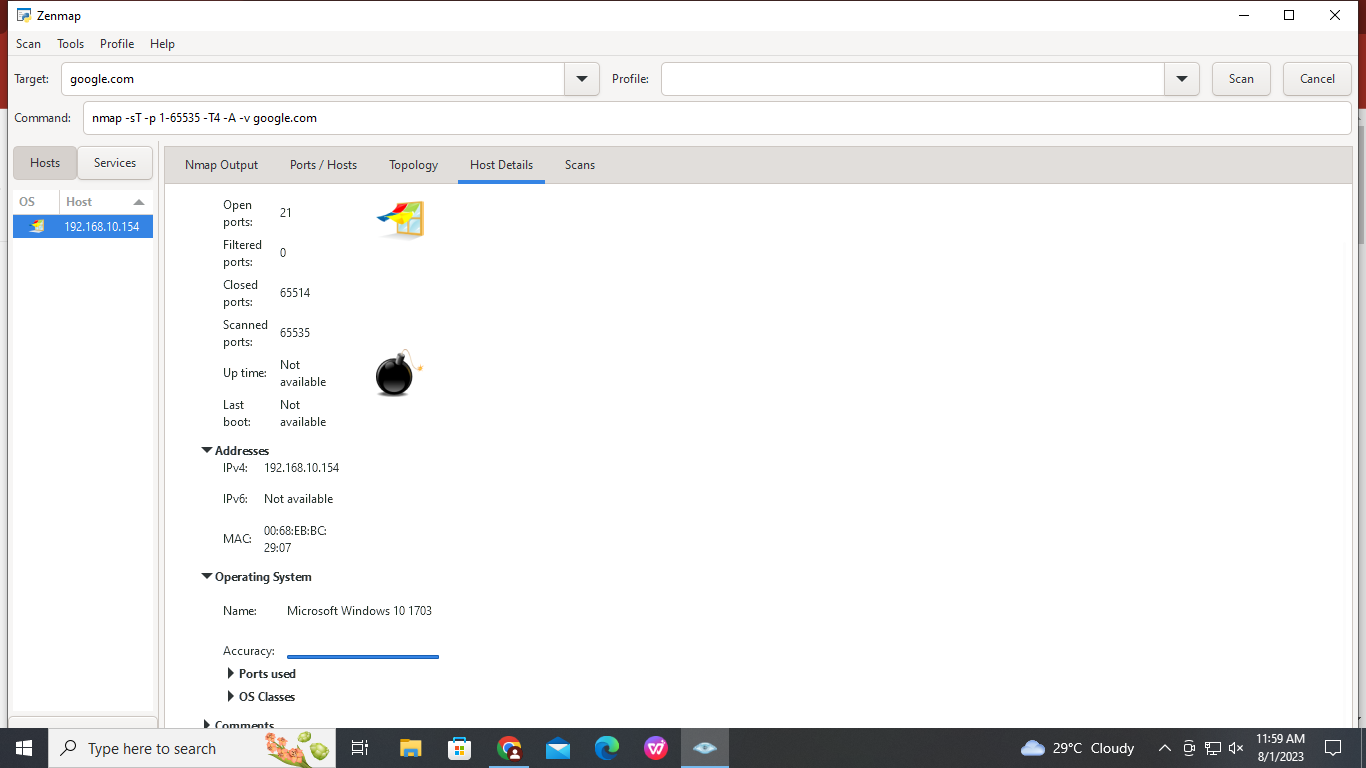 Zenmap
Scan Tools Profile Help
Target: google.com Profile: Scan Cancel
Command: nmap -sT -p 1-65535 -T4 -A -v google.com
Hosts Services
Nmap Output Ports / Hosts Topology Host Details Scans
OS Host
192.168.10.154
Open
ports: 21
Filtered
ports: 0
Closed
ports: 65514
Scanned
ports: 65535
Up time: Not
available
Last
boot: Not
available
Addresses
IPv4: 192.168.10.154
IPv6: Not available
MAC: 00:68:EB:BC:
29:07
Operating System
Name: Microsoft Windows 10 1703
Accuracy:
Ports used
OS Classes
Comments
Type here to search
29°C Cloudy
11:59 AM
8/1/2023